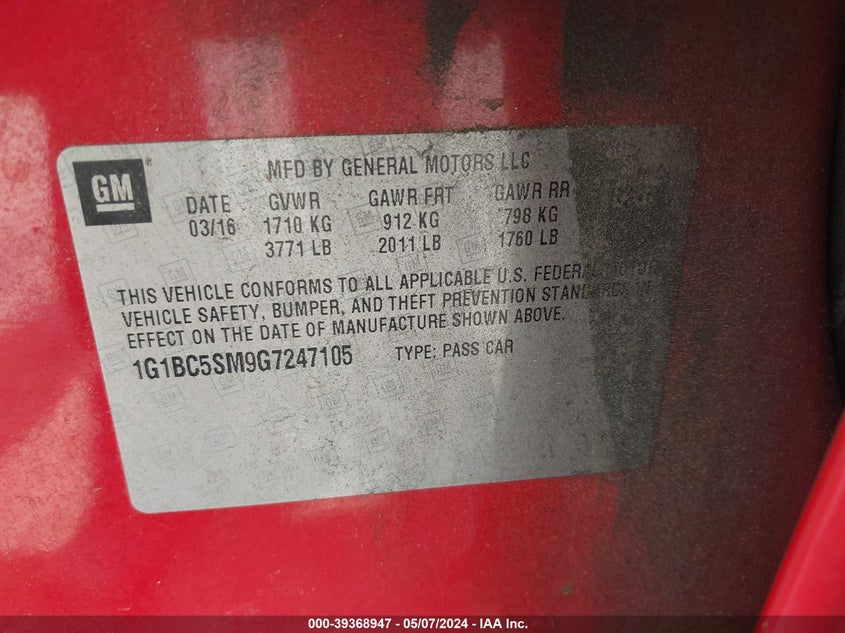 GM
MFD BY GENERAL MOTORS LLC
DATE GVWR GAWR FRT GAWR RR
03/16 1710 KG 912 KG 798 KG
3771 LB 2011 LB 1760 LB
THIS VEHICLE CONFORMS TO ALL APPLICABLE U.S. FEDERAL MOTOR
VEHICLE SAFETY, BUMPER, AND THEFT PREVENTION STANDARDS IN
EFFECT ON THE DATE OF MANUFACTURE SHOWN ABOVE.
1G1BC5SM9G7247105 TYPE: PASS CAR
000-39368947 - 05/07/2024 - IAA Inc.